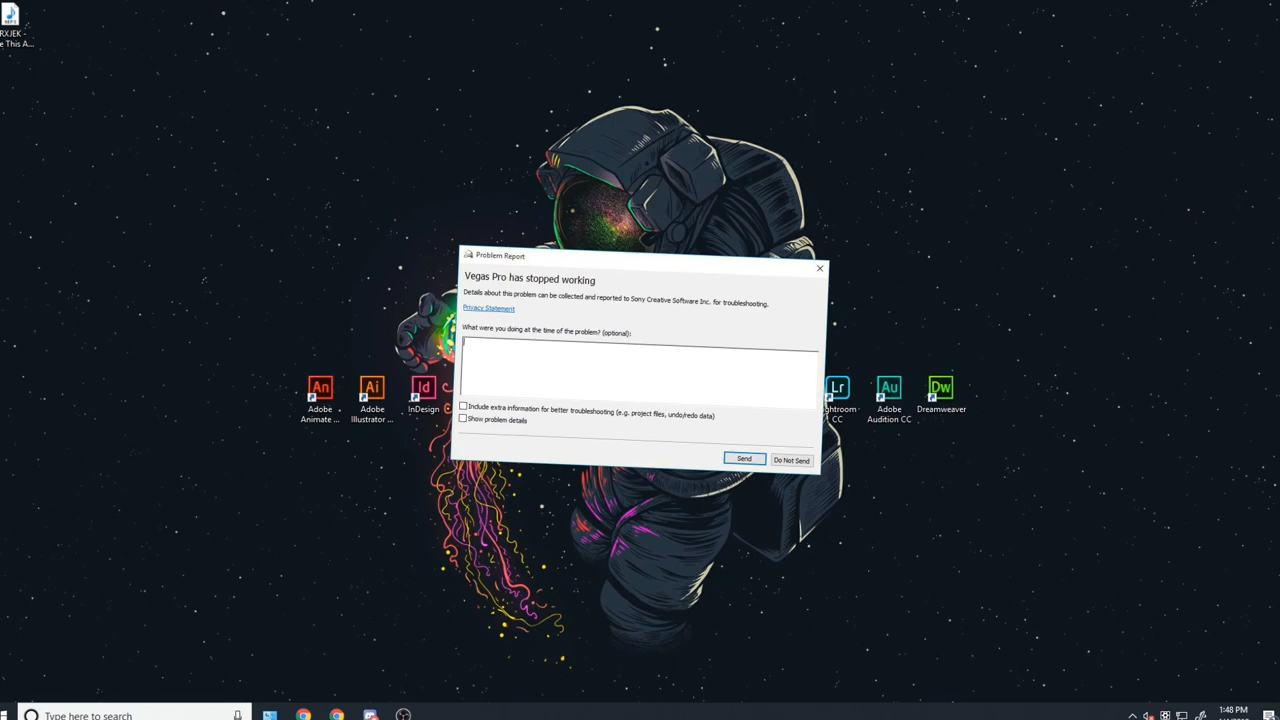 MP3
RXJEK -
e This A...
Problem Report
Vegas Pro has stopped working
Details about this problem can be collected and reported to Sony Creative Software Inc. for troubleshooting.
Privacy Statement
What were you doing at the time of the problem? (optional):
Include extra information for better troubleshooting (e.g. project files, undo/redo data)
Show problem details
Send
Do Not Send
An
Ai
Id
Lr
Au
Dw
Adobe
Animate ...
Adobe
Illustrator ...
InDesign
ghtroom
CC
Adobe
Audition CC
Dreamweaver
Type here to search
1:48 PM